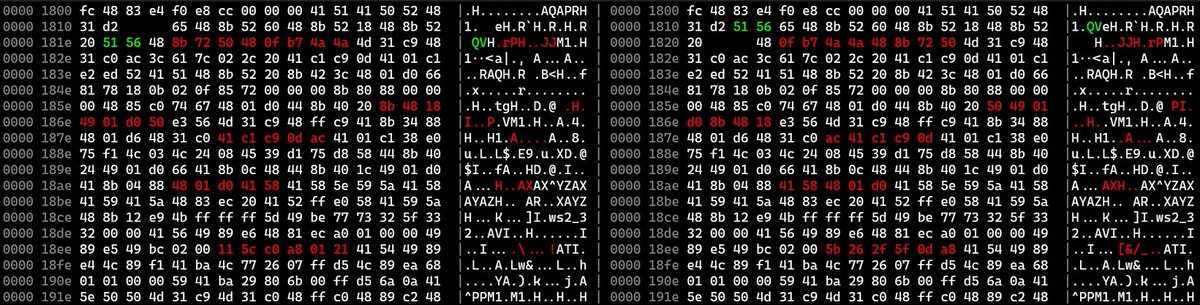 0000 1800 fc 48 83 e4 f0 e8 cc 00 00 00 41 51 41 50 52 48 |.H........AQAPRH | 0000 1800 fc 48 83 e4 f0 e8 cc 00 00 00 41 51 41 50 52 48 |.H........AQAPRH
0000 1810 31 d2 65 48 8b 52 60 48 8b 52 18 48 8b 52 |1. eH.R`H.R.H.R | 0000 1810 31 d2 51 56 65 48 8b 52 60 48 8b 52 18 48 8b 52 |1.QVeH.R`H.R.H.R
0000 181e 20 51 56 48 8b 72 50 48 0f b7 4a 4a 4d 31 c9 48 | QVH.rPH..JJM1.H | 0000 1820 20 48 0f b7 4a 4a 48 8b 72 50 4d 31 c9 48 | H..JJH.rPM1.H
0000 182e 31 c0 ac 3c 61 7c 02 2c 20 41 c1 c9 0d 41 01 c1 |1..<a|., A...A.. | 0000 182e 31 c0 ac 3c 61 7c 02 2c 20 41 c1 c9 0d 41 01 c1 |1..<a|., A...A..
0000 183e e2 ed 52 41 51 48 8b 52 20 8b 42 3c 48 01 d0 66 |..RAQH.R .B<H..f | 0000 183e e2 ed 52 41 51 48 8b 52 20 8b 42 3c 48 01 d0 66 |..RAQH.R .B<H..f
0000 184e 81 78 18 0b 02 0f 85 72 00 00 00 8b 80 88 00 00 |.x.....r........ | 0000 184e 81 78 18 0b 02 0f 85 72 00 00 00 8b 80 88 00 00 |.x.....r........
0000 185e 00 48 85 c0 74 67 48 01 d0 44 8b 40 20 8b 48 18 |.H..tgH..D.@ .H. | 0000 185e 00 48 85 c0 74 67 48 01 d0 44 8b 40 20 50 49 01 |.H..tgH..D.@ PI.
0000 186e 49 01 d0 50 e3 56 4d 31 c9 48 ff c9 41 8b 34 88 |I..P.VM1.H..A.4. | 0000 186e d0 8b 48 18 e3 56 4d 31 c9 48 ff c9 41 8b 34 88 |..H..VM1.H..A.4.
0000 187e 48 01 d6 48 31 c0 41 c1 c9 0d ac 41 01 c1 38 e0 |H..H1.A....A..8. | 0000 187e 48 01 d6 48 31 c0 ac 41 c1 c9 0d 41 01 c1 38 e0 |H..H1..A...A..8.
0000 188e 75 f1 4c 03 4c 24 08 45 39 d1 75 d8 58 44 8b 40 |u.L.L$.E9.u.XD.@ | 0000 188e 75 f1 4c 03 4c 24 08 45 39 d1 75 d8 58 44 8b 40 |u.L.L$.E9.u.XD.@
0000 189e 24 49 01 d0 66 41 8b 0c 48 44 8b 40 1c 49 01 d0 |$I..fA..HD.@.I.. | 0000 189e 24 49 01 d0 66 41 8b 0c 48 44 8b 40 1c 49 01 d0 |$I..fA..HD.@.I..
0000 18ae 41 8b 04 88 48 01 d0 41 58 41 58 5e 59 5a 41 58 |A...H..AXAX^YZAX | 0000 18ae 41 8b 04 88 41 58 48 01 d0 41 58 5e 59 5a 41 58 |A...AXH..AX^YZAX
0000 18be 41 59 41 5a 48 83 ec 20 41 52 ff e0 58 41 59 5a |AYAZH.. AR..XAYZ | 0000 18be 41 59 41 5a 48 83 ec 20 41 52 ff e0 58 41 59 5a |AYAZH.. AR..XAYZ
0000 18ce 48 8b 12 e9 4b ff ff ff 5d 49 be 77 73 32 5f 33 |H...K...]I.ws2_3 | 0000 18ce 48 8b 12 e9 4b ff ff ff 5d 49 be 77 73 32 5f 33 |H...K...]I.ws2_3
0000 18de 32 00 00 41 56 49 89 e6 48 81 ec a0 01 00 00 49 |2..AVI..H......I | 0000 18de 32 00 00 41 56 49 89 e6 48 81 ec a0 01 00 00 49 |2..AVI..H......I
0000 18ee 89 e5 49 bc 02 00 11 5c c0 a8 01 21 41 54 49 89 |..I....\...!ATI. | 0000 18ee 89 e5 49 bc 02 00 5b 26 2f 5f 0d a8 41 54 49 89 |..I...[&/_..ATI.
0000 18fe e4 4c 89 f1 41 ba 4c 77 26 07 ff d5 4c 89 ea 68 |.L..A.Lw&...L..h | 0000 18fe e4 4c 89 f1 41 ba 4c 77 26 07 ff d5 4c 89 ea 68 |.L..A.Lw&...L..h
0000 190e 01 01 00 00 59 41 ba 29 80 6b 00 ff d5 6a 0a 41 |....YA.).k...j.A | 0000 190e 01 01 00 00 59 41 ba 29 80 6b 00 ff d5 6a 0a 41 |....YA.).k...j.A
0000 191e 5e 50 50 4d 31 c9 4d 31 c0 48 ff c0 48 89 c2 48 |^PPM1.M1.H..H..H | 0000 191e 5e 50 50 4d 31 c9 4d 31 c0 48 ff c0 48 89 c2 48 |^PPM1.M1.H..H..H